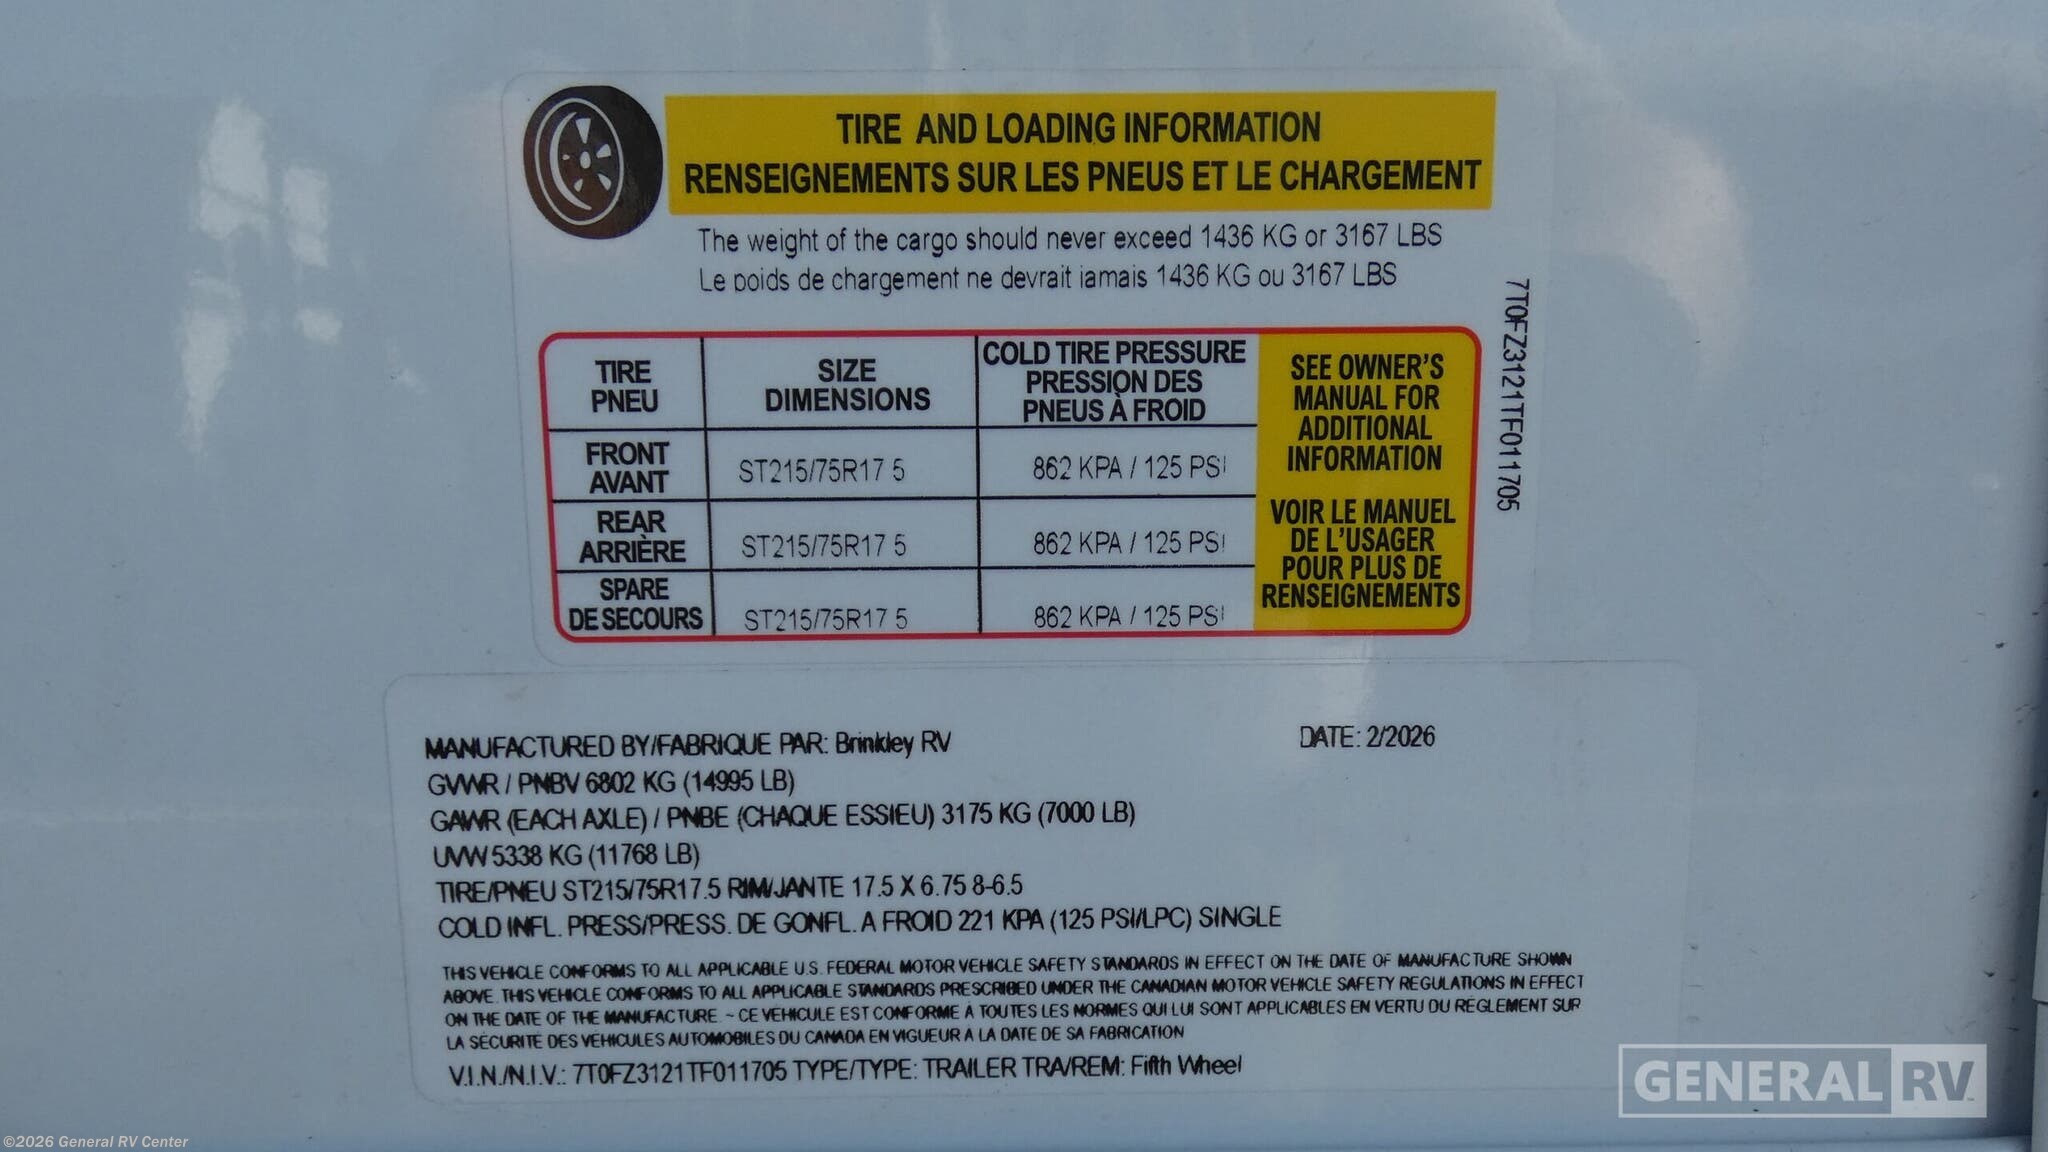 TIRE AND LOADING INFORMATION
RENSEIGNEMENTS SUR LES PNEUS ET LE CHARGEMENT
The weight of the cargo should never exceed 1436 KG or 3167 LBS
Le poids de chargement ne devrait iamais 1436 KG ou 3167 LBS
TIRE
PNEU
SIZE
DIMENSIONS
COLD TIRE PRESSURE
PRESSION DES
PNEUS À FROID
FRONT
AVANT
ST215/75R17 5
862 KPA / 125 PSI
REAR
ARRIÈRE
ST215/75R17 5
862 KPA / 125 PSI
SPARE
DE SECOURS
ST215/75R17 5
862 KPA / 125 PSI
SEE OWNER'S
MANUAL FOR
ADDITIONAL
INFORMATION
VOIR LE MANUEL
DE L'USAGER
POUR PLUS DE
RENSEIGNEMENTS
7T0FZ3121TF011705
MANUFACTURED BY/FABRIQUE PAR: Brinkley RV
DATE: 2/2026
GVWR / PNBV 6802 KG (14995 LB)
GAWR (EACH AXLE) / PNBE (CHAQUE ESSIEU) 3175 KG (7000 LB)
UVW 5338 KG (11768 LB)
TIRE/PNEU ST215/75R17.5 RIM/JANTE 17.5 X 6.75 8-6.5
COLD INFL. PRESS/PRESS. DE GONFL. A FROID 221 KPA (125 PSI/LPC) SINGLE
THIS VEHICLE CONFORMS TO ALL APPLICABLE U.S. FEDERAL MOTOR VEHICLE SAFETY STANDARDS IN EFFECT ON THE DATE OF MANUFACTURE SHOWN
ABOVE. THIS VEHICLE CONFORMS TO ALL APPLICABLE STANDARDS PRESCRIBED UNDER THE CANADIAN MOTOR VEHICLE SAFETY REGULATIONS IN EFFECT
ON THE DATE OF THE MANUFACTURE. ~ CE VÉHICULE EST CONFORME À TOUTES LES NORMES QUI LUI SONT APPLICABLES EN VERTU DU RÈGLEMENT SUR
LA SÉCURITÉ DES VÉHICULES AUTOMOBILES DU CANADA EN VIGUEUR A LA DATE DE SA FABRICATION
V.I.N./N.I.V.: 7T0FZ3121TF011705 TYPE/TYPE: TRAILER TRA/REM: Fifth Wheel
GENERAL RV
©2026 General RV Center